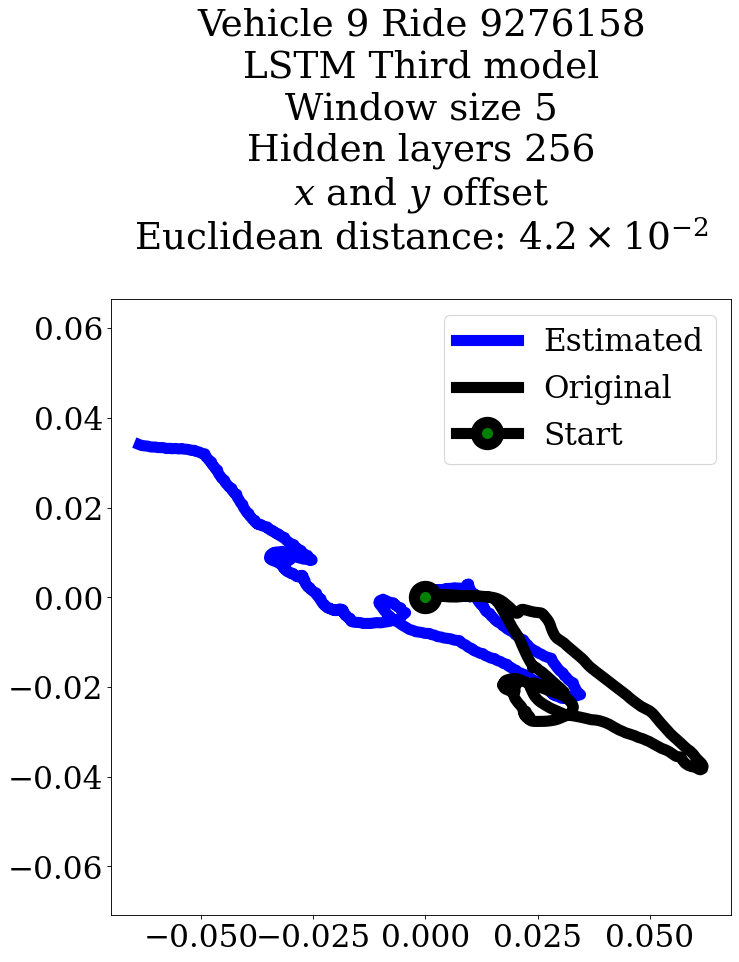 Vehicle 9 Ride 9276158
LSTM Third model
Window size 5
Hidden layers 256
x and y offset
Euclidean distance: 4.2 × 10⁻²
Estimated
Original
Start
0.06
0.04
0.02
0.00
−0.02
−0.04
−0.06
−0.050 −0.025 0.000 0.025 0.050